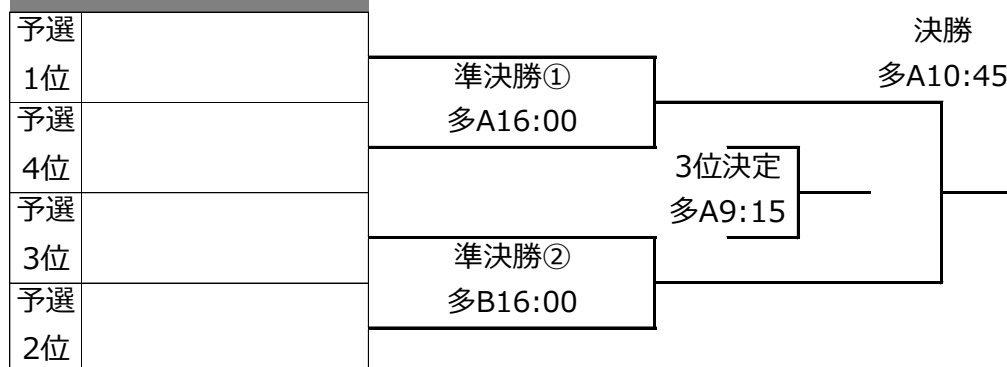 予選
1位
予選
4位
予選
3位
予選
2位
準決勝①
多A16:00
準決勝②
多B16:00
3位決定
多A9:15
決勝
多A10:45